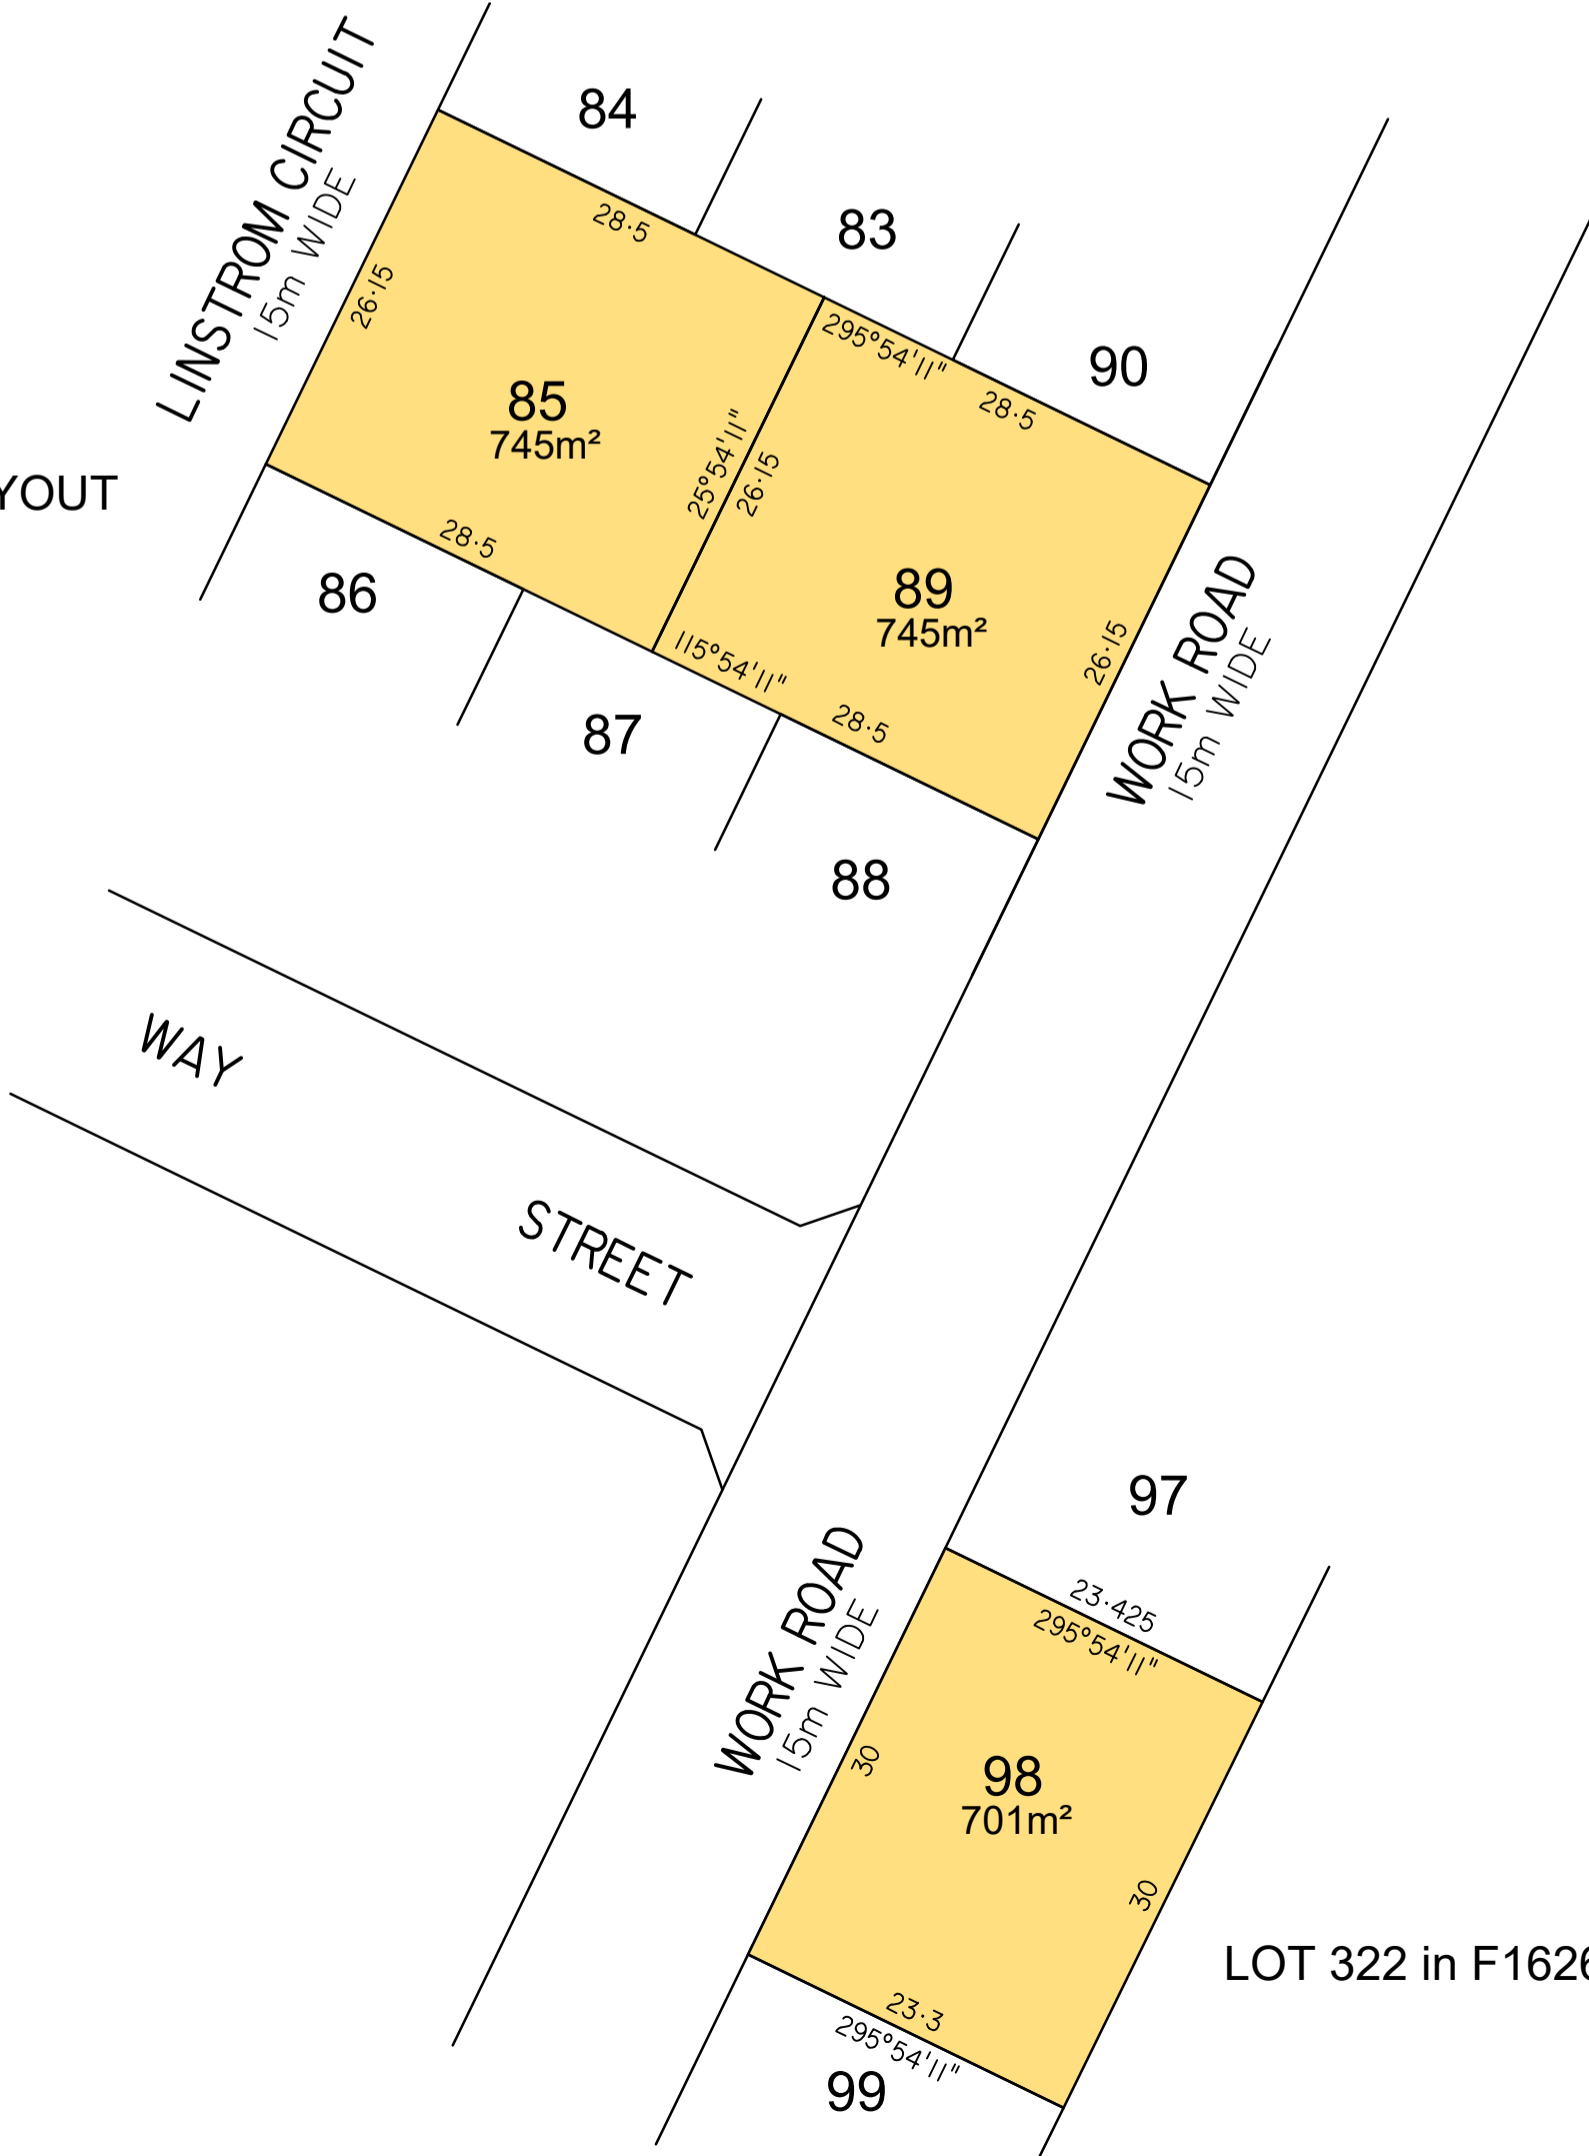 LINSTROM CIRCUIT
15m WIDE
84
83
90
28·5
26·15
295°54'11"
28·5
85
745m²
25°54'11"
26·15
YOUT
28·5
86
89
745m²
26·15
WORK ROAD
15m WIDE
115°54'11"
28·5
87
88
WAY
STREET
97
23·425
295°54'11"
WORK ROAD
15m WIDE
30
98
701m²
30
LOT 322 in F1626
23·3
295°54'11"
99